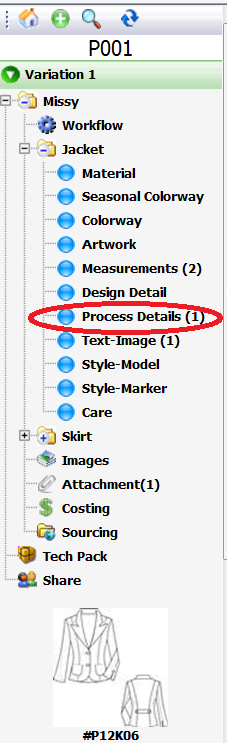 P001
Variation 1
Missy
Workflow
Jacket
Material
Seasonal Colorway
Colorway
Artwork
Measurements (2)
Design Detail
Process Details (1)
Text-Image (1)
Style-Model
Style-Marker
Care
Skirt
Images
Attachment(1)
Costing
Sourcing
Tech Pack
Share
#P12K06